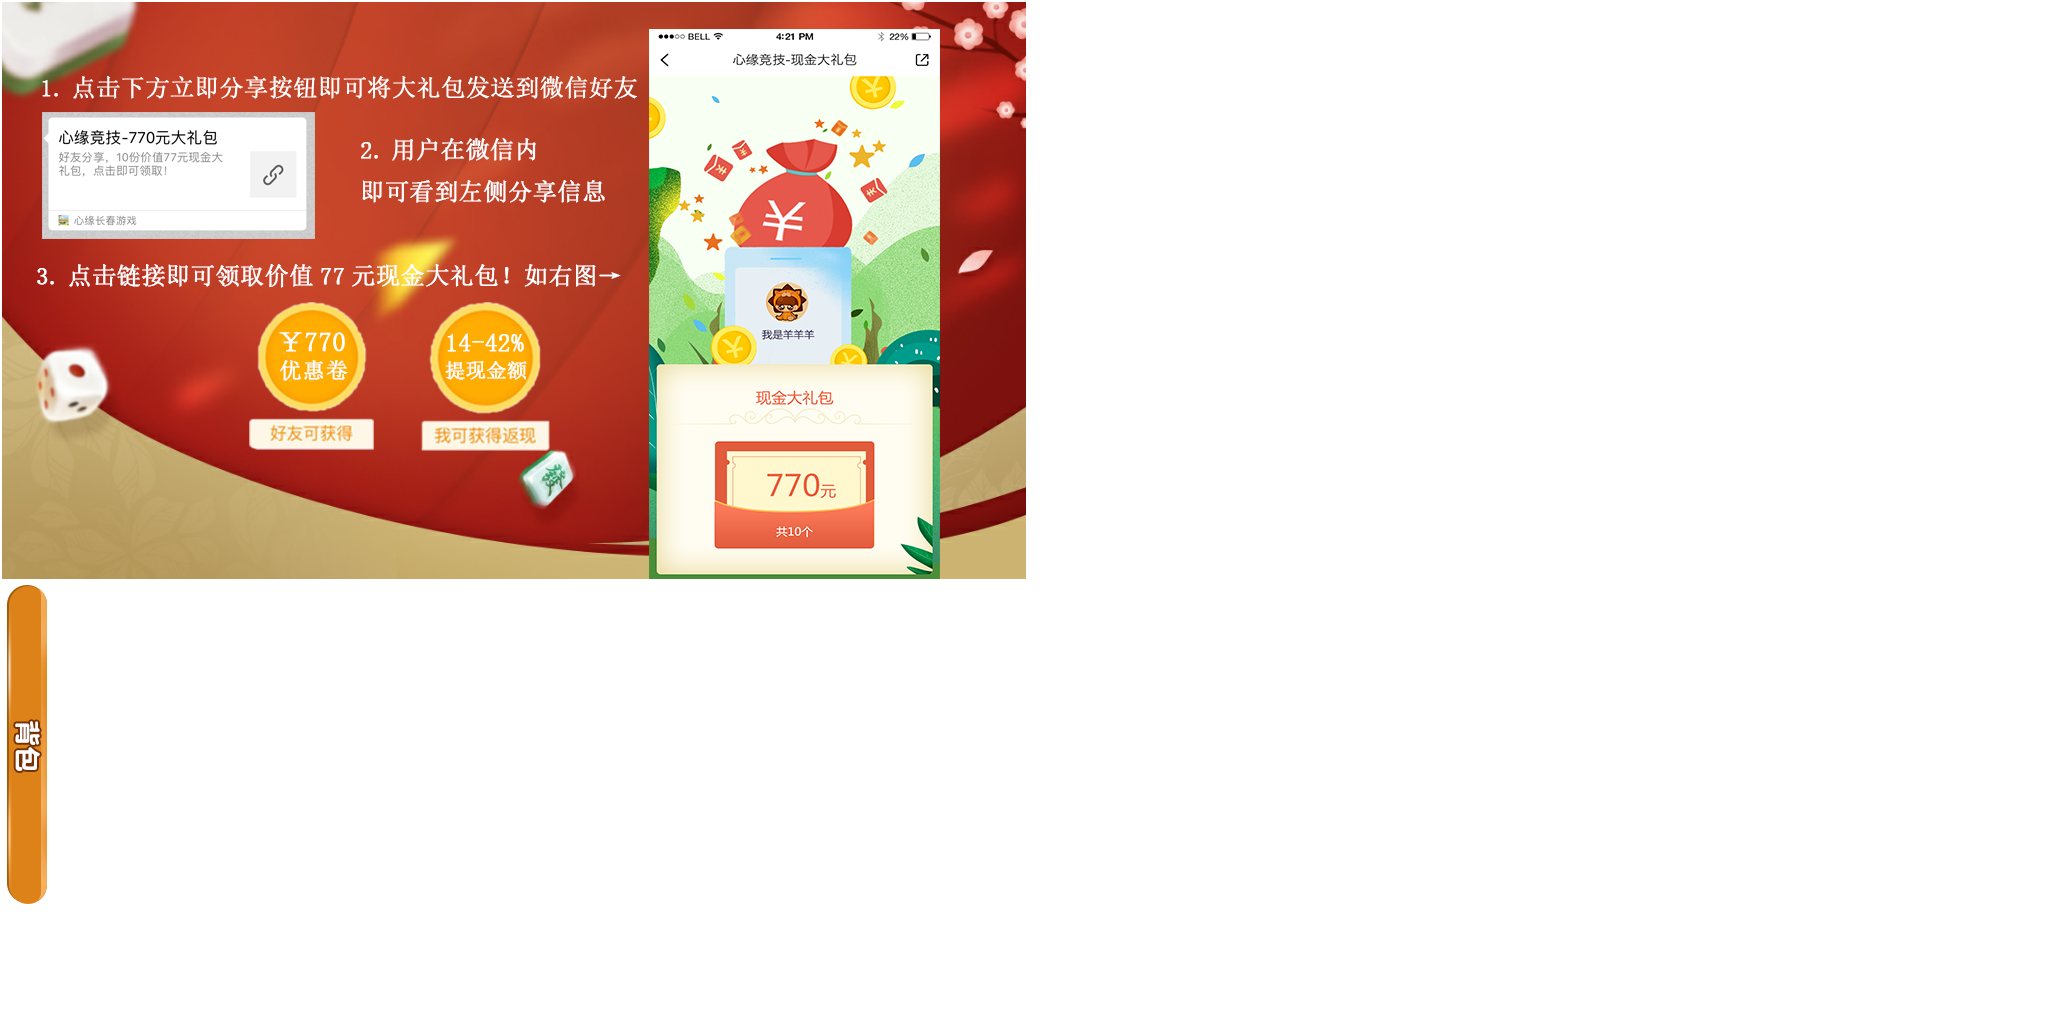 1. 点击下方立即分享按钮即可将大礼包发送到微信好友
心缘竞技-770元大礼包
好友分享，10份价值77元现金大
礼包，点击即可领取！
心缘长春游戏
2. 用户在微信内
即可看到左侧分享信息
3. 点击链接即可领取价值 77 元现金大礼包！如右图→
￥770
优惠卷
好友可获得
14-42%
提现金额
我可获得返现
發
BELL
4:21 PM
22%
心缘竞技-现金大礼包
我是羊羊羊
现金大礼包
770元
共10个
背包